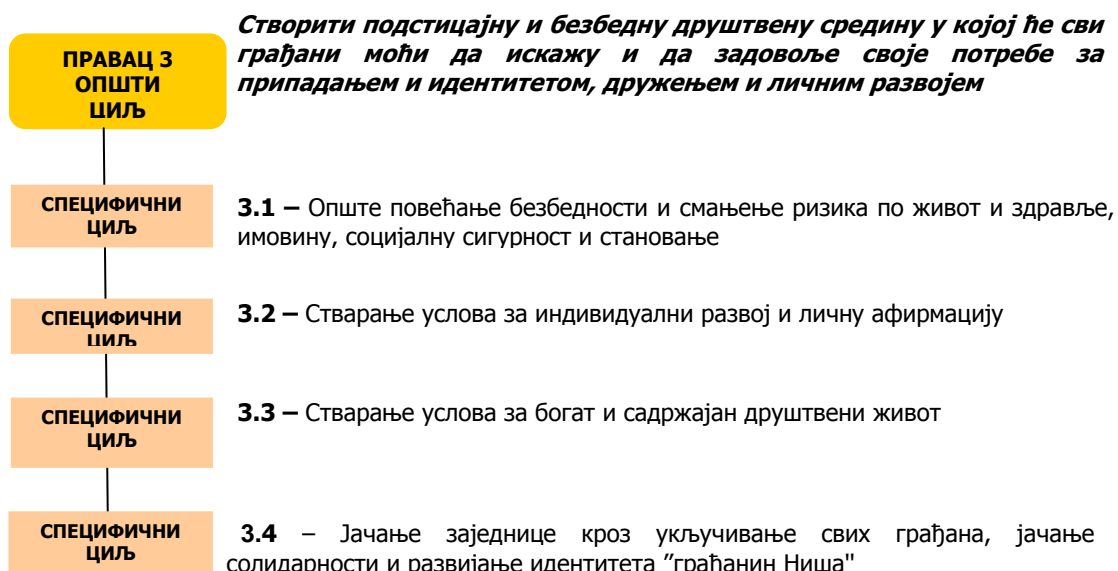 ПРАВАЦ 3
ОПШТИ
ЦИЉ
Створити подстицајну и безбедну друштвену средину у којој ће сви
грађани моћи да искажу и да задовоље своје потребе за
припадањем и идентитетом, дружењем и личним развојем
СПЕЦИФИЧНИ
ЦИЉ
3.1 – Опште повећање безбедности и смањење ризика по живот и здравље,
имовину, социјалну сигурност и становање
СПЕЦИФИЧНИ
ЦИЉ
3.2 – Стварање услова за индивидуални развој и личну афирмацију
СПЕЦИФИЧНИ
ЦИЉ
3.3 – Стварање услова за богат и садржајан друштвени живот
СПЕЦИФИЧНИ
ЦИЉ
3.4 – Јачање заједнице кроз укључивање свих грађана, јачање
солидарности и развијање идентитета ”грађанин Ниша"